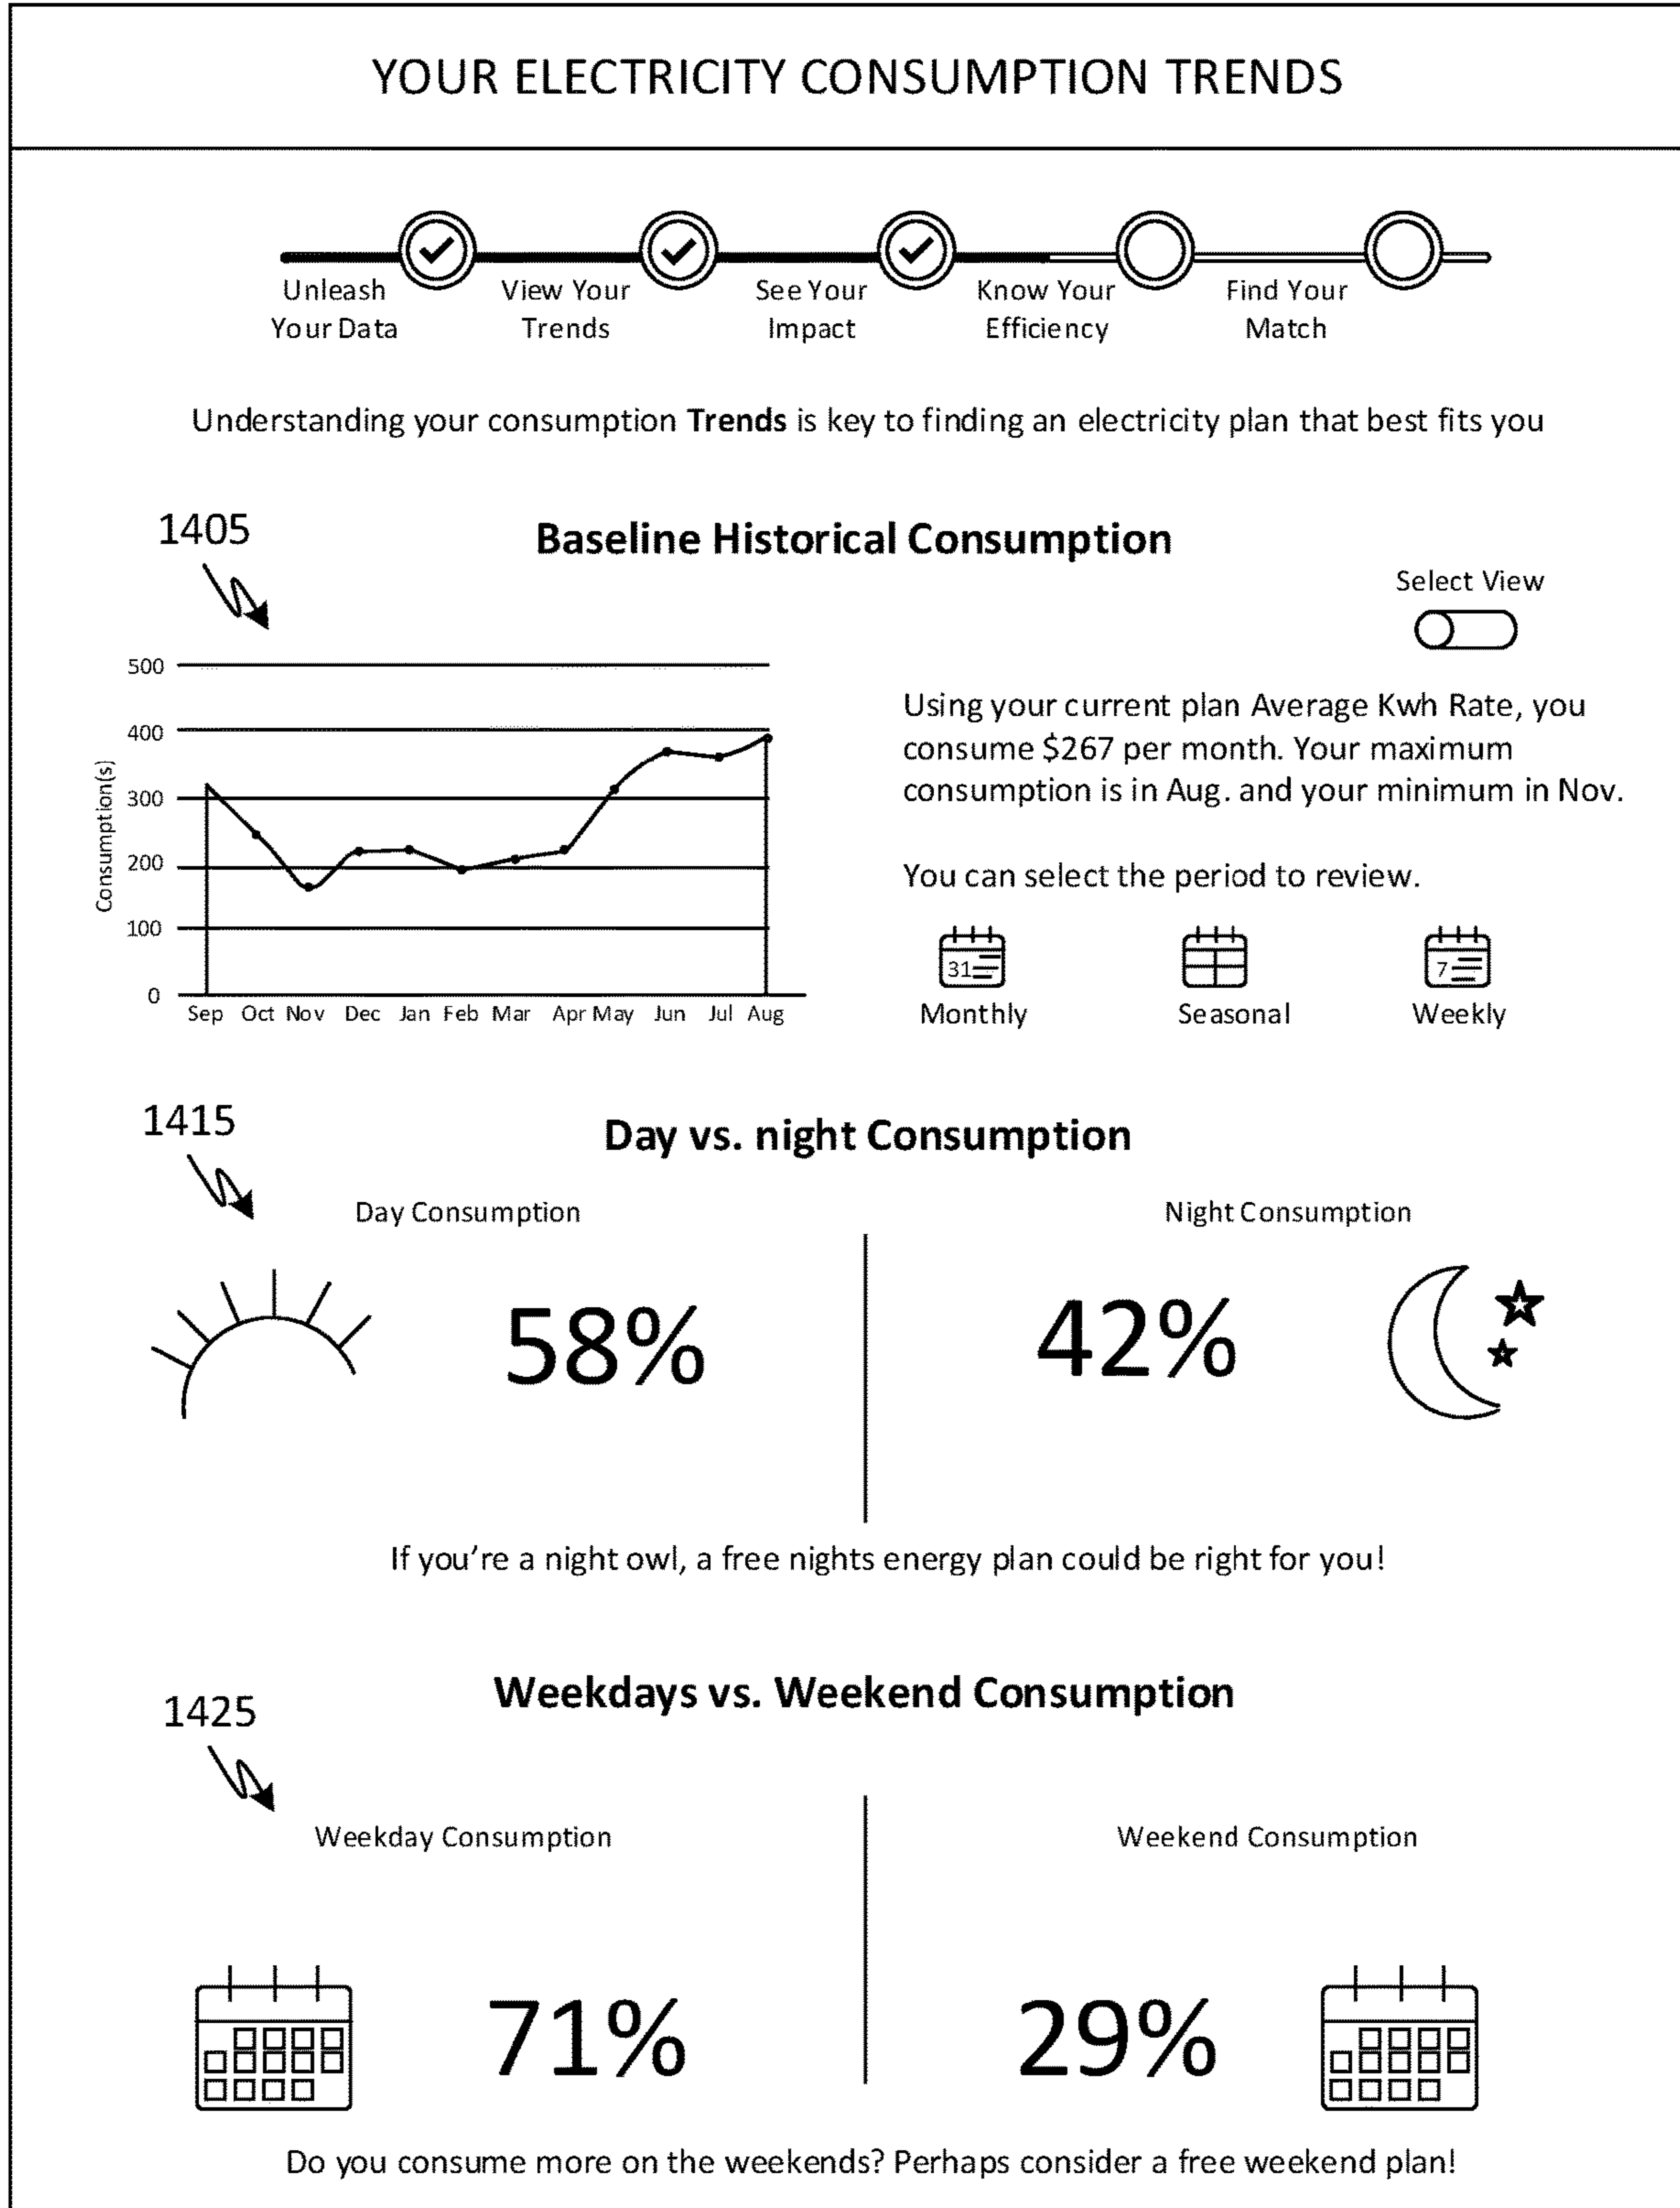 YOUR ELECTRICITY CONSUMPTION TRENDS
Unleash
Your Data
View Your
Trends
See Your
Impact
Know Your
Efficiency
Find Your
Match
Understanding your consumption Trends is key to finding an electricity plan that best fits you
1405
Baseline Historical Consumption
Select View
Consumption(s)
500
400
300
200
100
0
Sep Oct Nov Dec Jan Feb Mar Apr May Jun Jul Aug
Using your current plan Average Kwh Rate, you
consume $267 per month. Your maximum
consumption is in Aug. and your minimum in Nov.
You can select the period to review.
31
7
Monthly
Seasonal
Weekly
1415
Day vs. night Consumption
Day Consumption
Night Consumption
58%
42%
If you're a night owl, a free nights energy plan could be right for you!
1425
Weekdays vs. Weekend Consumption
Weekday Consumption
Weekend Consumption
71%
29%
Do you consume more on the weekends? Perhaps consider a free weekend plan!